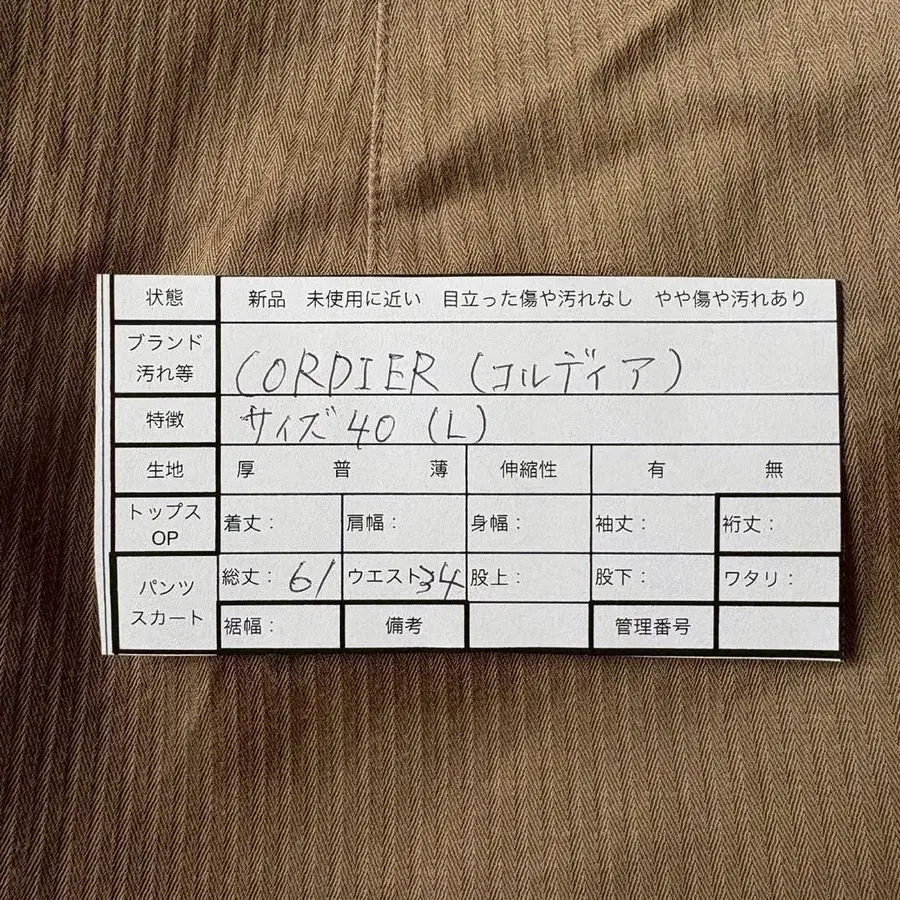 状態 新品 未使用に近い 目立った傷や汚れなし やや傷や汚れあり
ブランド
汚れ等 CORDIER (コルディア)
特徴 サイズ 40 (L)
生地 厚 普 薄 伸縮性 有 無
トップス
OP 着丈: 肩幅: 身幅: 袖丈: 裄丈:
パンツ
スカート 総丈: 61 ウエスト 34 股上: 股下: ワタリ:
裾幅: 備考 管理番号